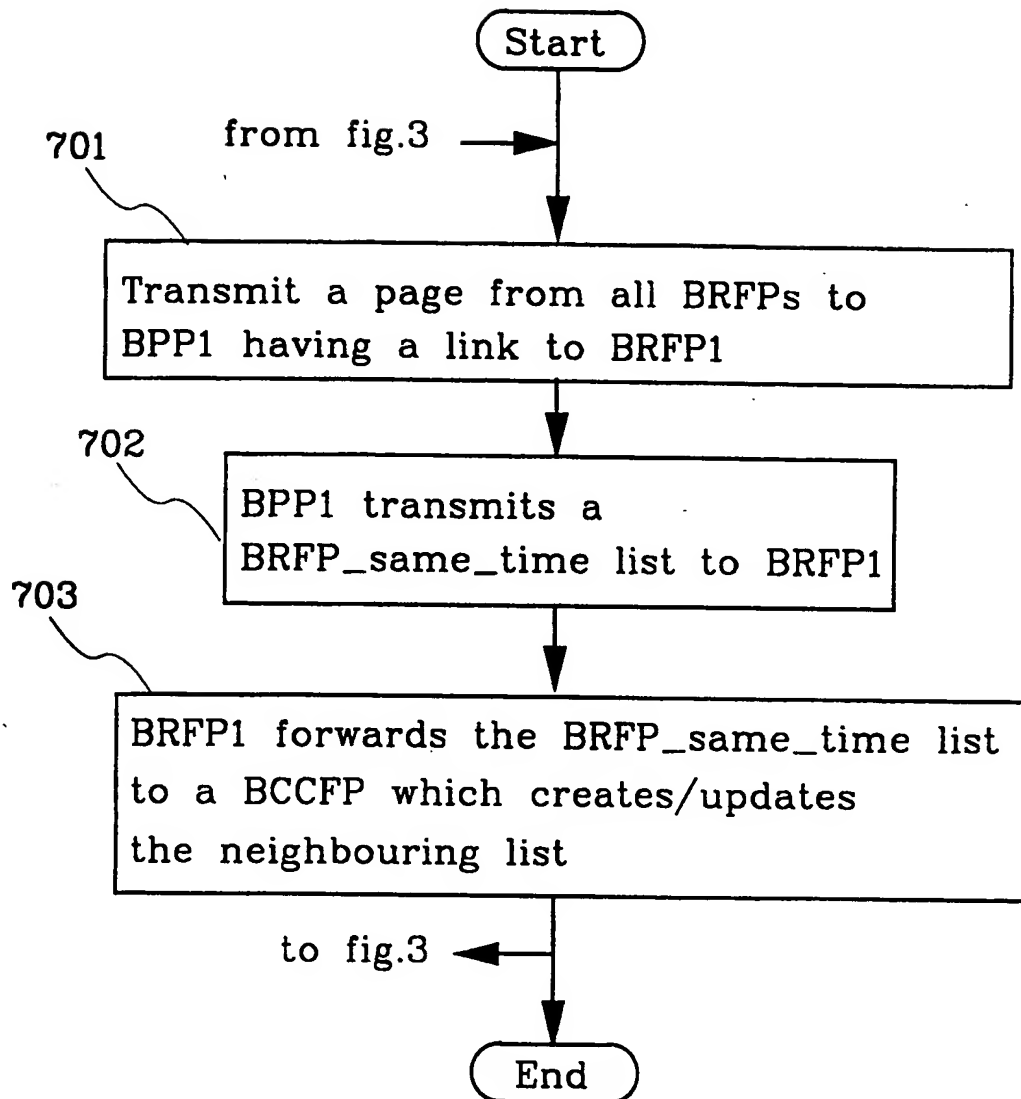 Start
from fig.3
701
Transmit a page from all BRFPs to
BPP1 having a link to BRFP1
702
BPP1 transmits a
BRFP_same_time list to BRFP1
703
BRFP1 forwards the BRFP_same_time list
to a BCCFP which creates/updates
the neighbouring list
to fig.3
End